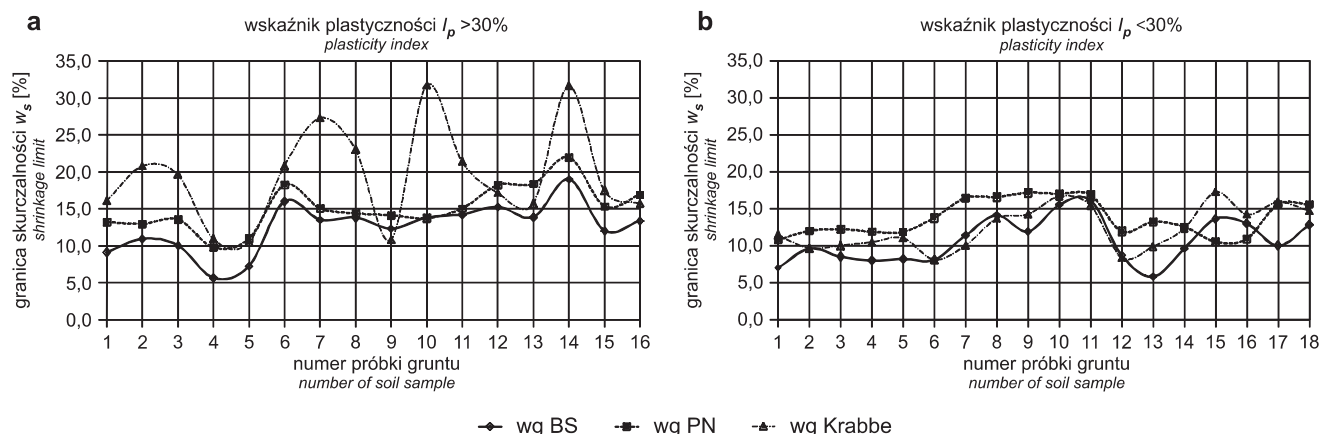 a
wskaźnik plastyczności Ip >30%
plasticity index
granica skurczalności ws [%]
shrinkage limit
35,0
30,0
25,0
20,0
15,0
10,0
5,0
0,0
1 2 3 4 5 6 7 8 9 10 11 12 13 14 15 16
numer próbki gruntu
number of soil sample
b
wskaźnik plastyczności Ip <30%
plasticity index
granica skurczalności ws [%]
shrinkage limit
35,0
30,0
25,0
20,0
15,0
10,0
5,0
0,0
1 2 3 4 5 6 7 8 9 10 11 12 13 14 15 16 17 18
numer próbki gruntu
number of soil sample
wg BS wg PN wg Krabbe